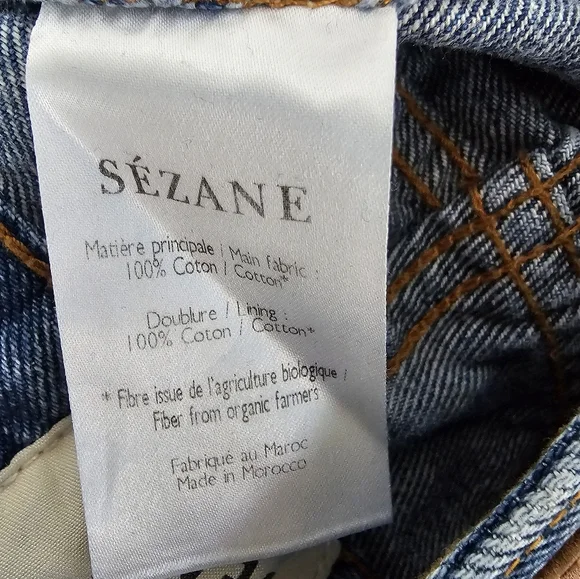 SÉZANE
Matière principale / Main fabric :
100% Coton / Cotton*
Doublure / Lining :
100% Coton / Cotton*
* Fibre issue de l'agriculture biologique /
Fiber from organic farmers
Fabriqué au Maroc
Made in Morocco